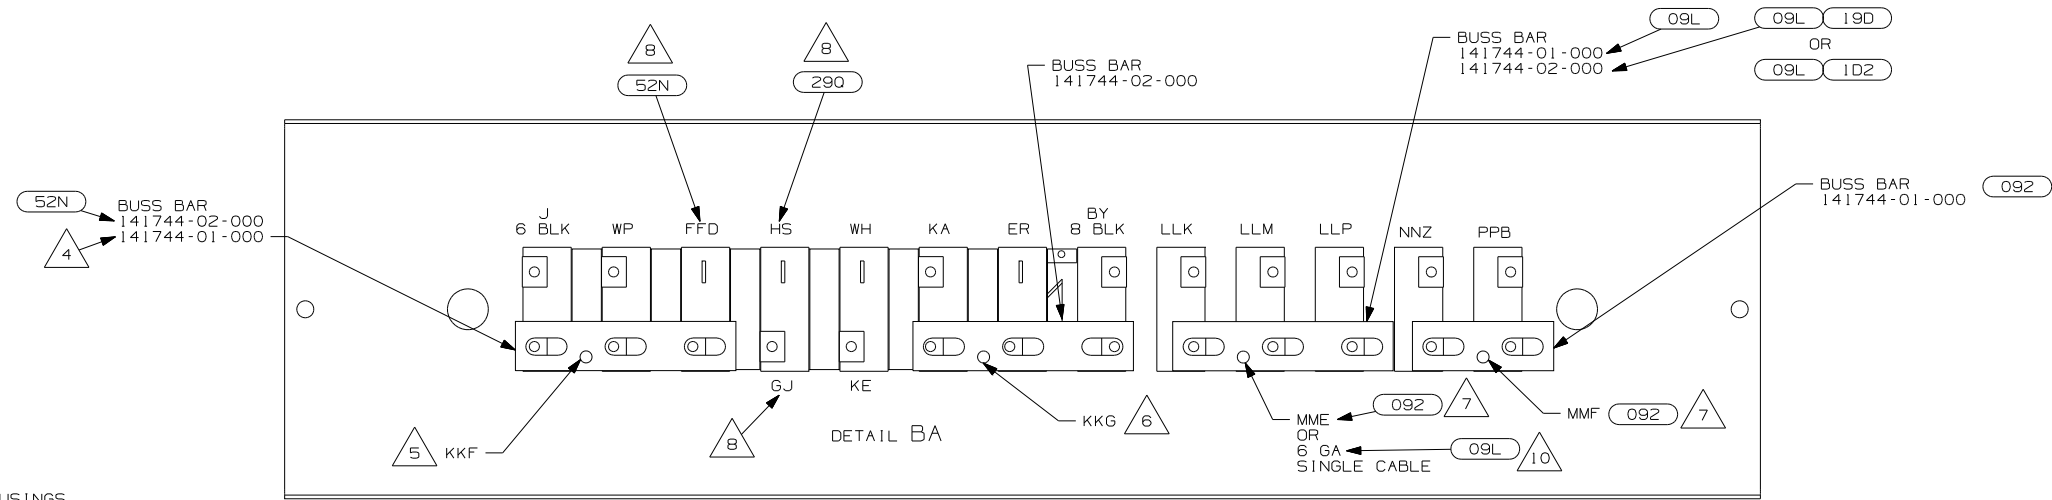 8
8
09L
09L 19D
OR
09L 1D2
52N
29Q
BUSS BAR
141744-02-000
BUSS BAR
141744-01-000
141744-02-000
52N
BUSS BAR
141744-02-000
141744-01-000
4
BUSS BAR
141744-01-000
092
J
6 BLK
WP
FFD
HS
WH
KA
ER
BY
8 BLK
LLK
LLM
LLP
NNZ
PPB
GJ
KE
8
5
KKF
KKG
6
MME
OR
6 GA
SINGLE CABLE
092
7
09L
10
MMF
092
7
DETAIL BA
USINGS